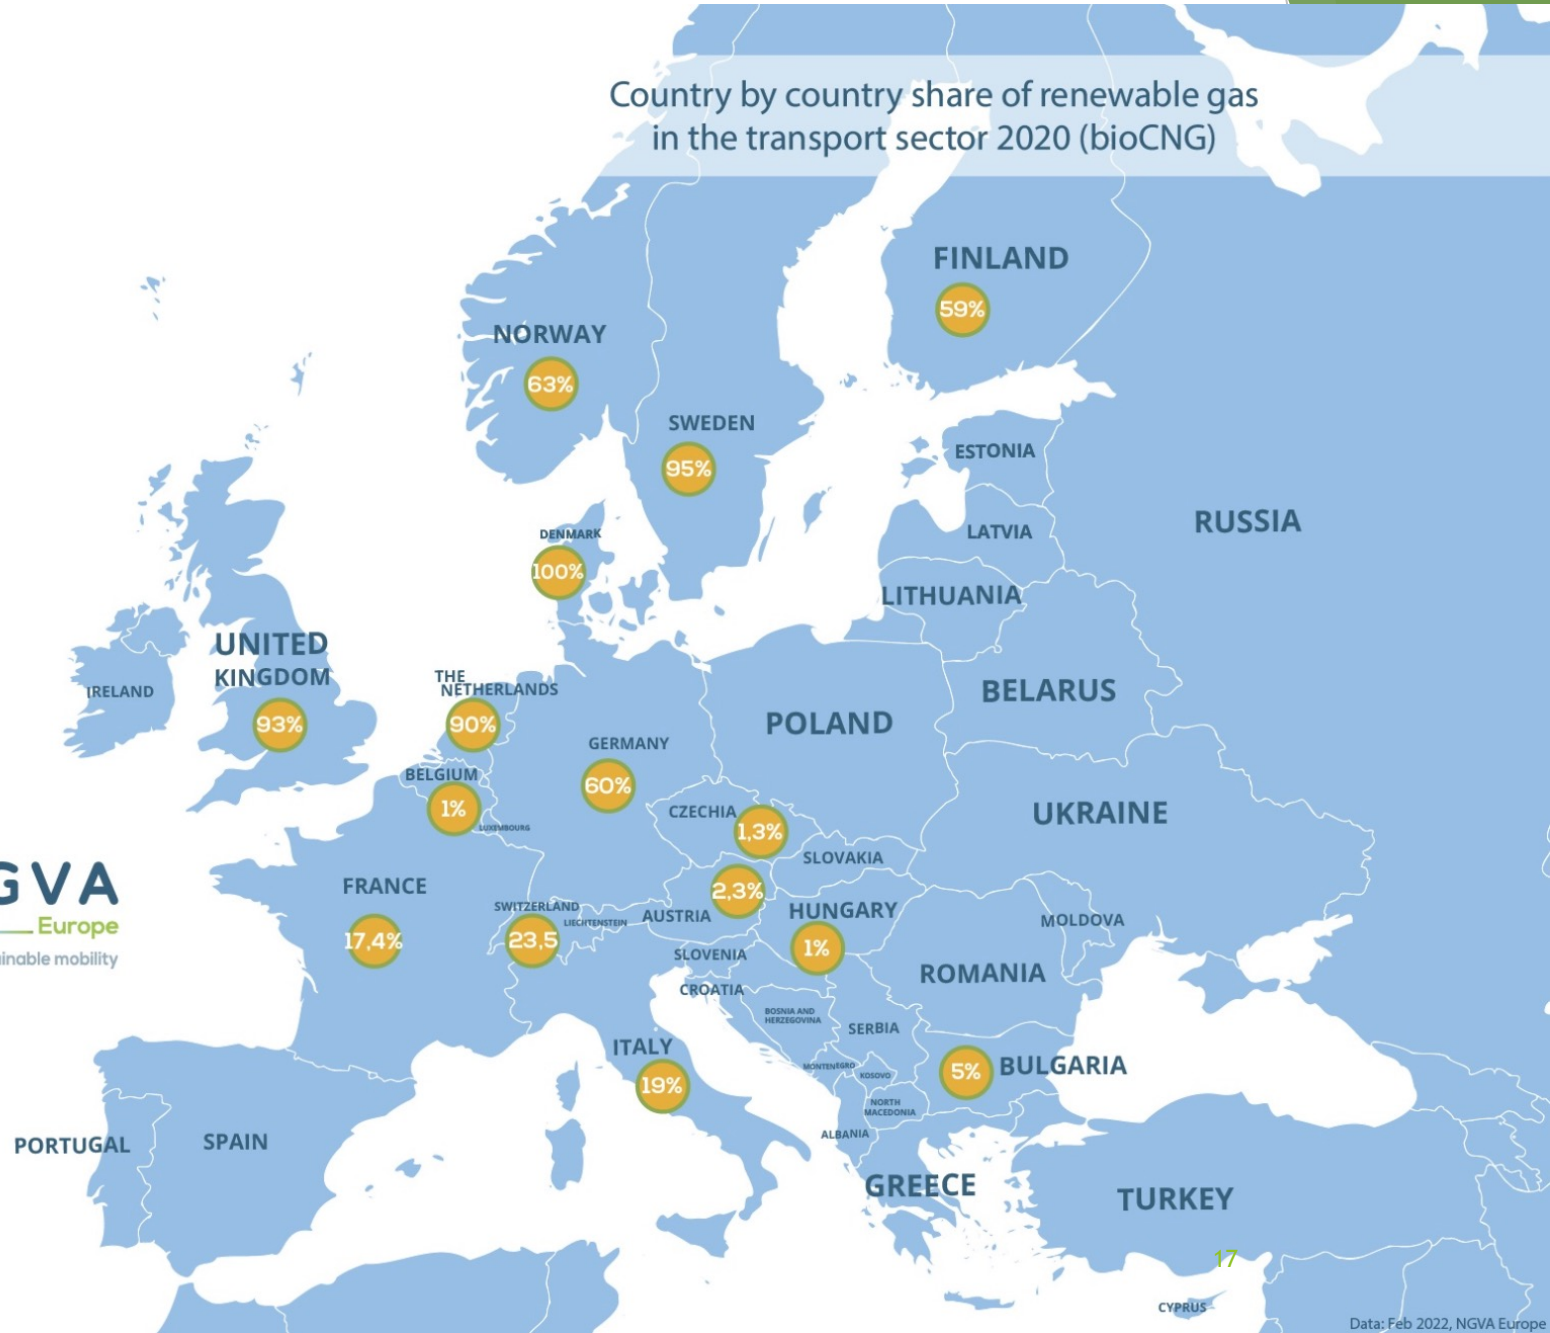 Country by country share of renewable gas
in the transport sector 2020 (bioCNG)
FINLAND
59%
NORWAY
63%
SWEDEN
95%
ESTONIA
RUSSIA
LATVIA
DENMARK
100%
LITHUANIA
UNITED
KINGDOM
93%
IRELAND
THE
NETHERLANDS
90%
BELARUS
POLAND
GERMANY
60%
BELGIUM
1%
LUXEMBOURG
CZECHIA
1,3%
UKRAINE
SLOVAKIA
GVA
Europe
inable mobility
FRANCE
17,4%
SWITZERLAND
23,5
LIECHTENSTEIN
AUSTRIA
2,3%
HUNGARY
1%
MOLDOVA
SLOVENIA
ROMANIA
CROATIA
BOSNIA AND
HERZEGOVINA
SERBIA
ITALY
19%
MONTENEGRO
KOSOVO
5%
BULGARIA
NORTH
MACEDONIA
ALBANIA
PORTUGAL
SPAIN
GREECE
TURKEY
17
CYPRUS
Data: Feb 2022, NGVA Europe